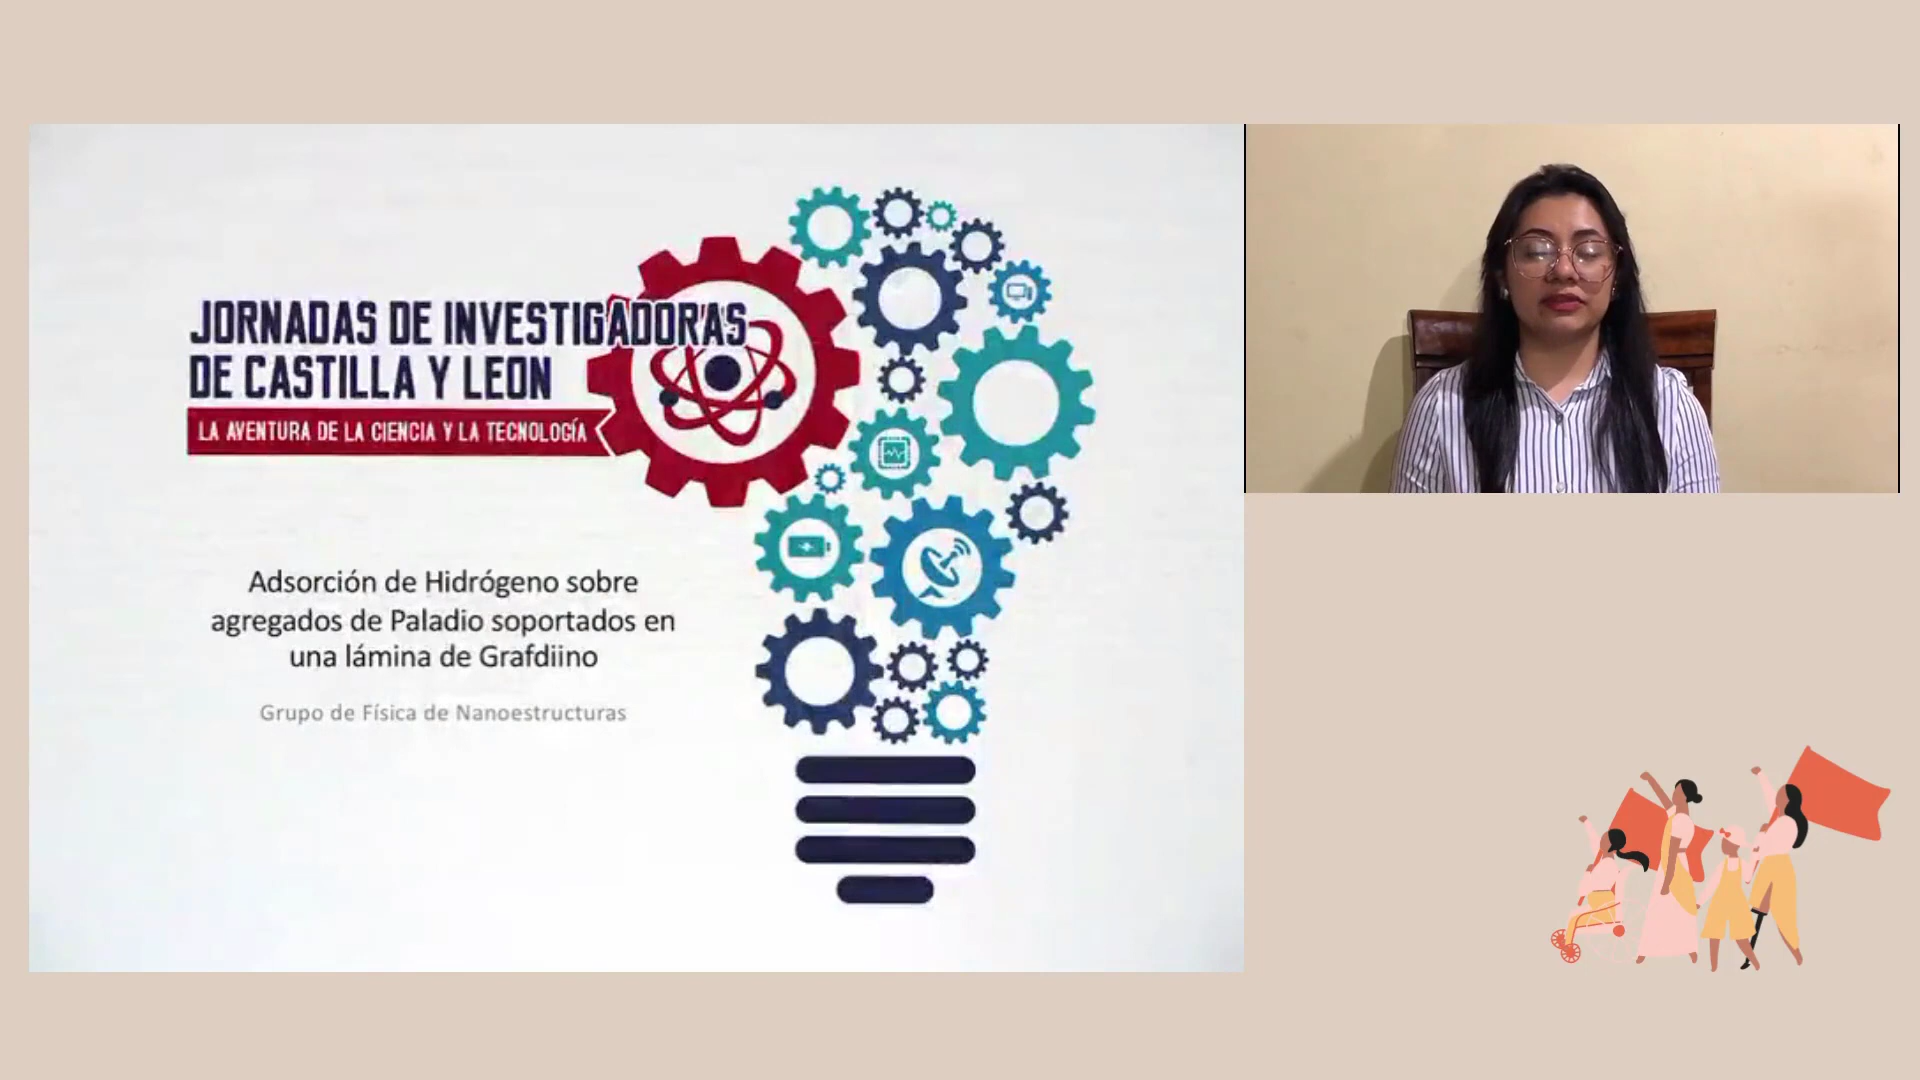 JORNADAS DE INVESTIGADORAS
DE CASTILLA Y LEON
LA AVENTURA DE LA CIENCIA Y LA TECNOLOGÍA
Adsorción de Hidrógeno sobre
agregados de Paladio soportados en
una lámina de Grafdiino
Grupo de Física de Nanoestructuras